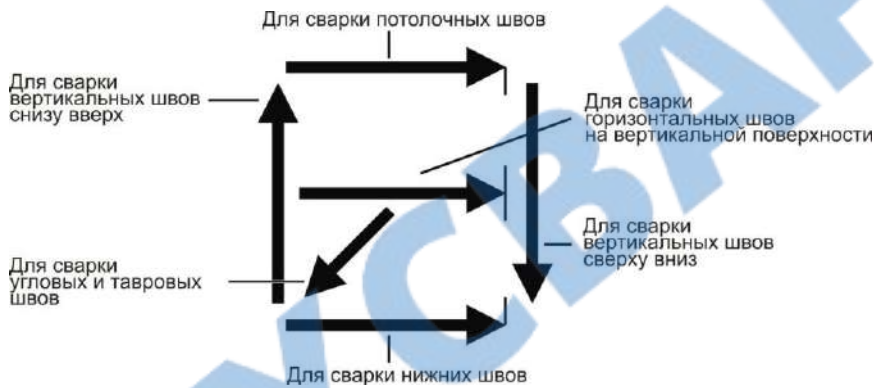 Для сварки потолочных швов
Для сварки
вертикальных швов
снизу вверх
Для сварки
горизонтальных швов
на вертикальной поверхности
Для сварки
вертикальных швов
сверху вниз
Для сварки
угловых и тавровых
швов
Для сварки нижних швов